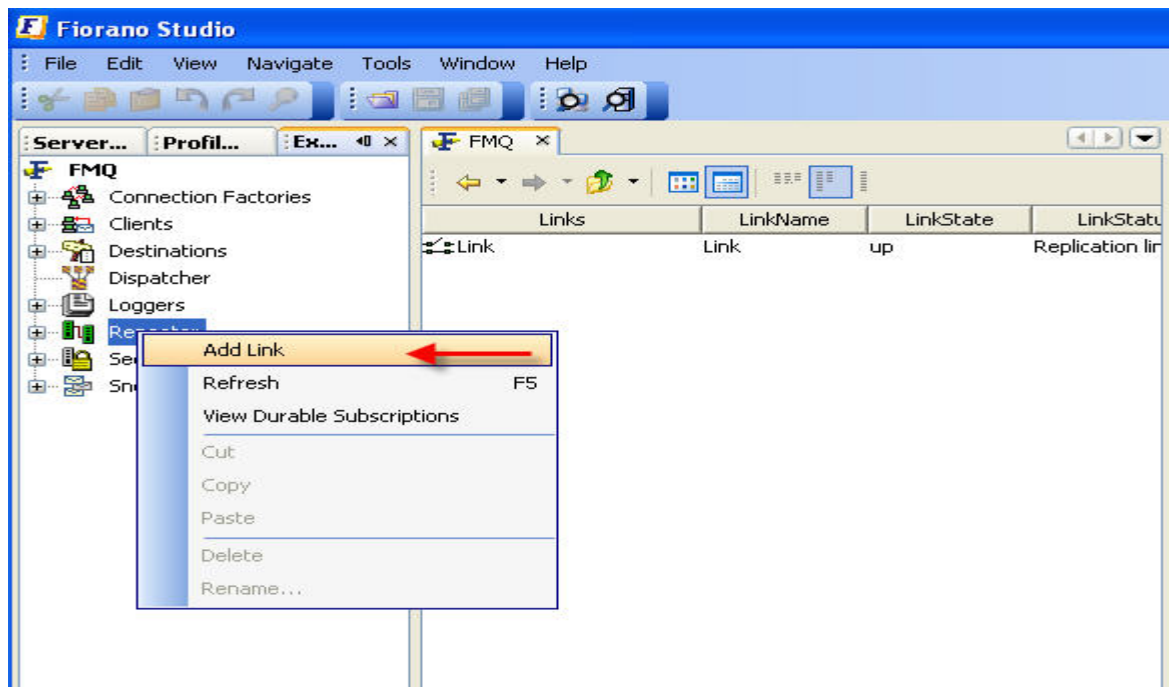 Fiorano Studio
File Edit View Navigate Tools Window Help
Server... Profil... Ex...
FMQ
FMQ
Connection Factories
Clients
Destinations
Dispatcher
Loggers
Links LinkName LinkState LinkStatu
Link Link up Replication lin
Add Link
Refresh F5
View Durable Subscriptions
Cut
Copy
Paste
Delete
Rename...